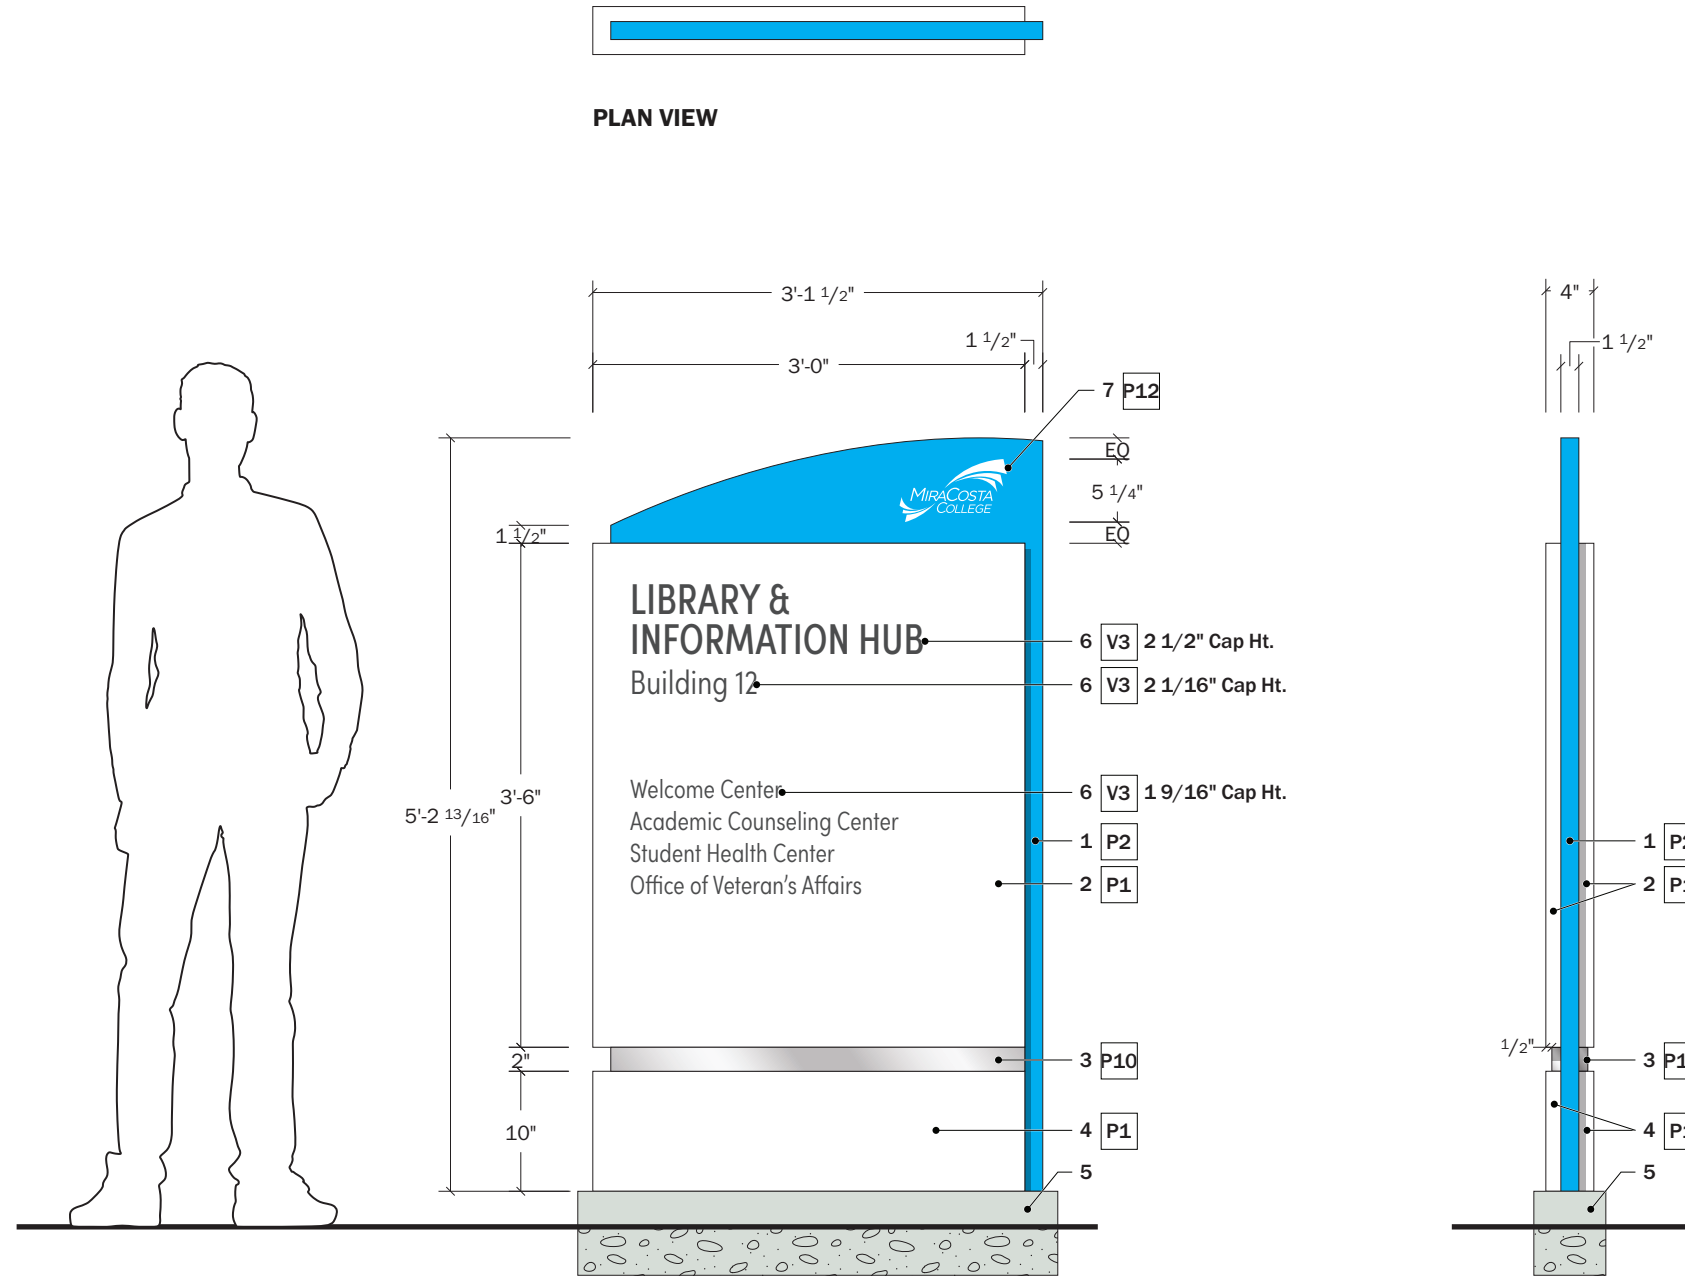 PLAN VIEW
3'-1 1/2"
1 1/2"
3'-0"
7 P12
EQ
5 1/4"
EQ
MIRACOSTA
COLLEGE
1 1/2"
LIBRARY &
INFORMATION HUB
Building 12
6 V3 2 1/2" Cap Ht.
6 V3 2 1/16" Cap Ht.
Welcome Center
Academic Counseling Center
Student Health Center
Office of Veteran's Affairs
6 V3 1 9/16" Cap Ht.
1 P2
2 P1
5'-2 13/16"
3'-6"
2"
3 P10
10"
4 P1
5
4"
1 1/2"
1
2
1/2"
3
4
5